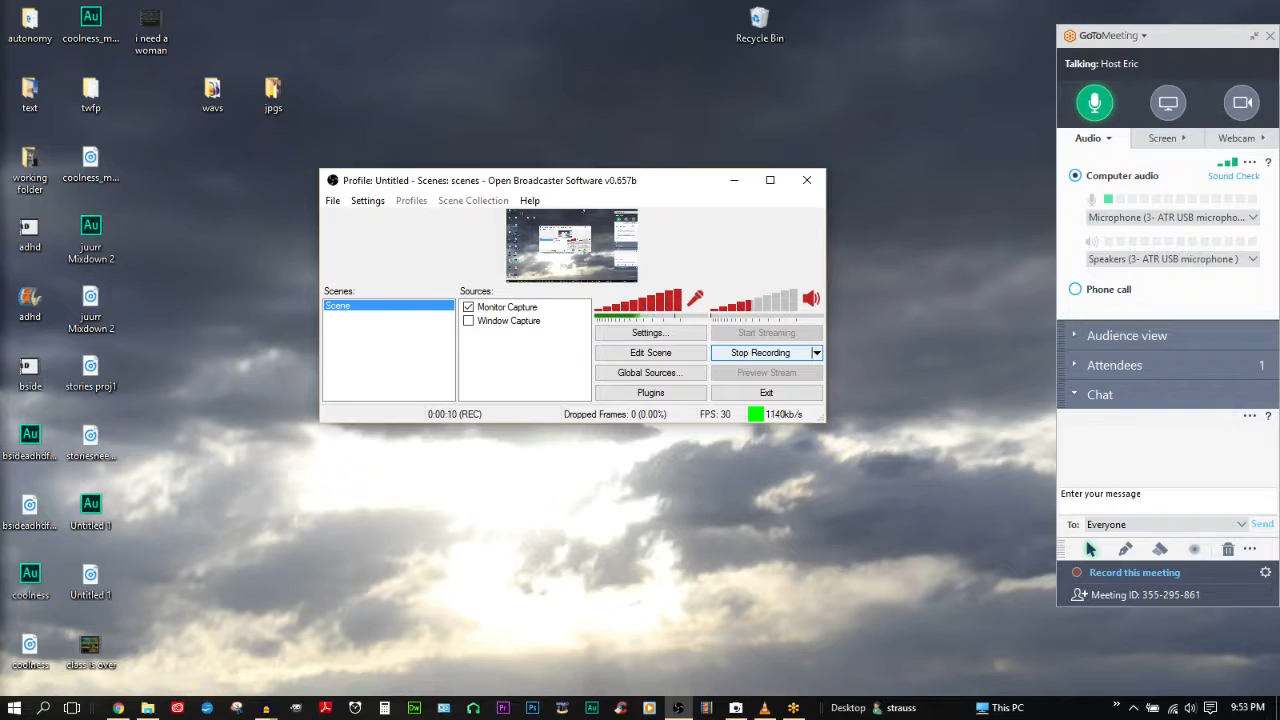 autonomy
coolness_m...
i need a
woman
Recycle Bin
text
twfp
wavs
jpgs
working
folder
coolness_m...
adhd
juurr
Mixdown 2
adhd
juurr
Mixdown 2
bside
stories proj1
bsideadhdf...
storiesnee...
bsideadhdf...
Untitled 1
coolness
Untitled 1
coolness
class is over
Profile: Untitled - Scenes: scenes - Open Broadcaster Software v0.657b
File Settings Profiles Scene Collection Help
Scenes:
Scene
Sources:
Monitor Capture
Window Capture
Settings...
Start Streaming
Edit Scene
Stop Recording
Global Sources...
Preview Stream
Plugins
Exit
0:00:10 (REC)
Dropped Frames: 0 (0.00%)
FPS: 30
1140kb/s
GoToMeeting
Talking: Host Eric
Audio
Screen
Webcam
?
Computer audio
Sound Check
Microphone (3- ATR USB micropho...
Speakers (3- ATR USB microphone )
Phone call
Audience view
Attendees 1
Chat
?
Enter your message
To: Everyone
Send
Record this meeting
Meeting ID: 355-295-861
Dw
Pr
Ps
Au
Desktop
strauss
This PC
9:53 PM